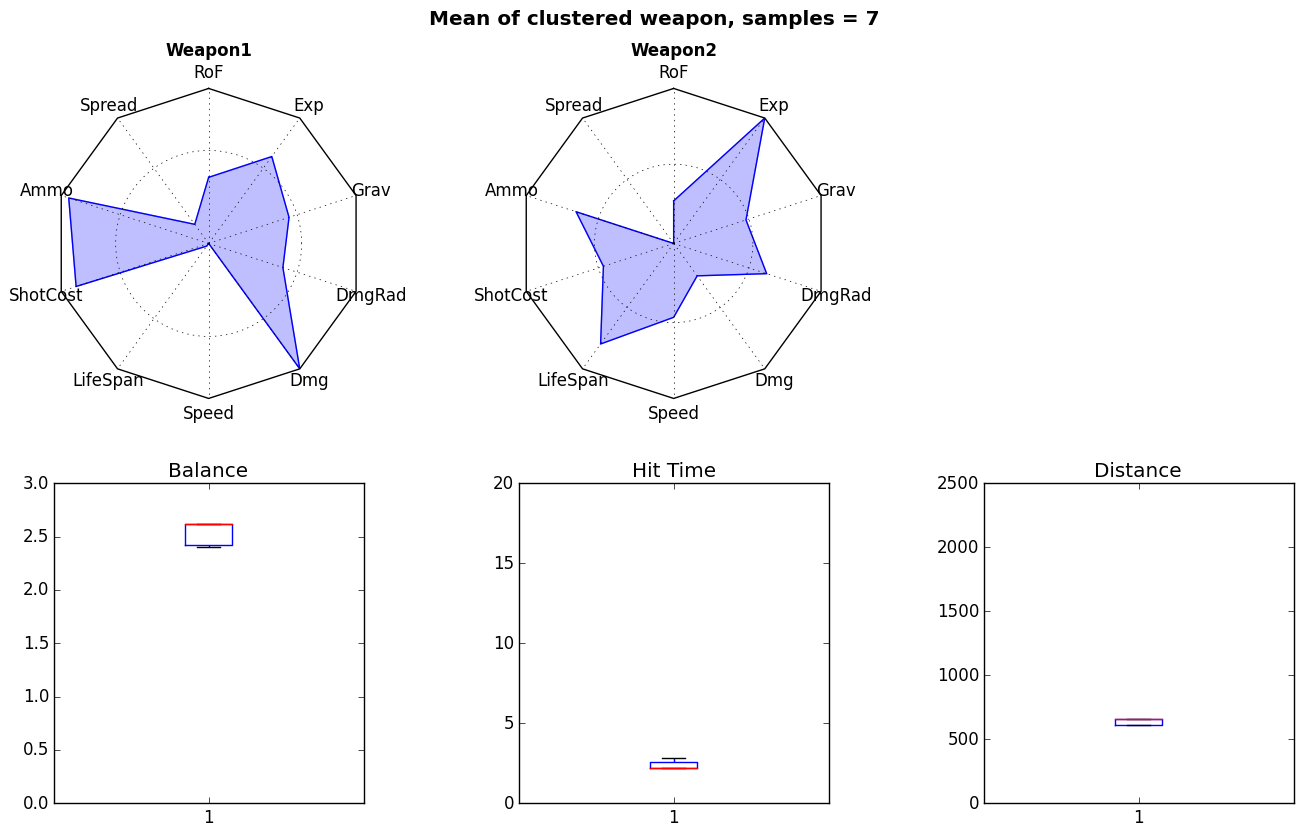 Mean of clustered weapon, samples = 7
Weapon1
RoF
Exp
Spread
Grav
Ammo
DmgRad
ShotCost
Dmg
LifeSpan
Speed
Weapon2
RoF
Exp
Spread
Grav
Ammo
DmgRad
ShotCost
Dmg
LifeSpan
Speed
Balance
3.0
2.5
2.0
1.5
1.0
0.5
0.0
1
Hit Time
20
15
10
5
0
1
Distance
2500
2000
1500
1000
500
0
1